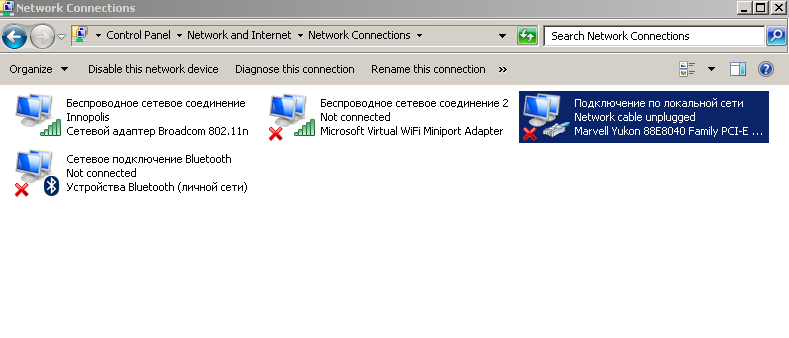 Network Connections
Control Panel Network and Internet Network Connections Search Network Connections
Organize Disable this network device Diagnose this connection Rename this connection »
Беспроводное сетевое соединение
Innopolis
Сетевой адаптер Broadcom 802.11n
Беспроводное сетевое соединение 2
Not connected
Microsoft Virtual WiFi Miniport Adapter
Подключение по локальной сети
Network cable unplugged
Marvell Yukon 88E8040 Family PCI-E ...
Сетевое подключение Bluetooth
Not connected
Устройства Bluetooth (личной сети)